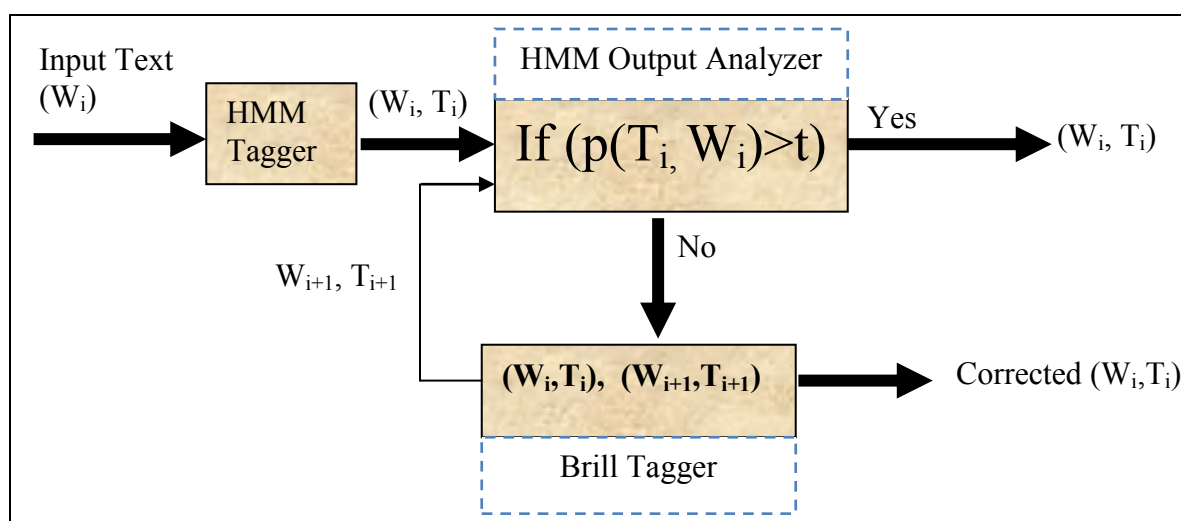 Input Text
(Wᵢ)
HMM
Tagger
(Wᵢ, Tᵢ)
HMM Output Analyzer
If (p(Tᵢ, Wᵢ)>t)
Yes
(Wᵢ, Tᵢ)
No
Wᵢ₊₁, Tᵢ₊₁
(Wᵢ,Tᵢ), (Wᵢ₊₁,Tᵢ₊₁)
Corrected (Wᵢ,Tᵢ)
Brill Tagger